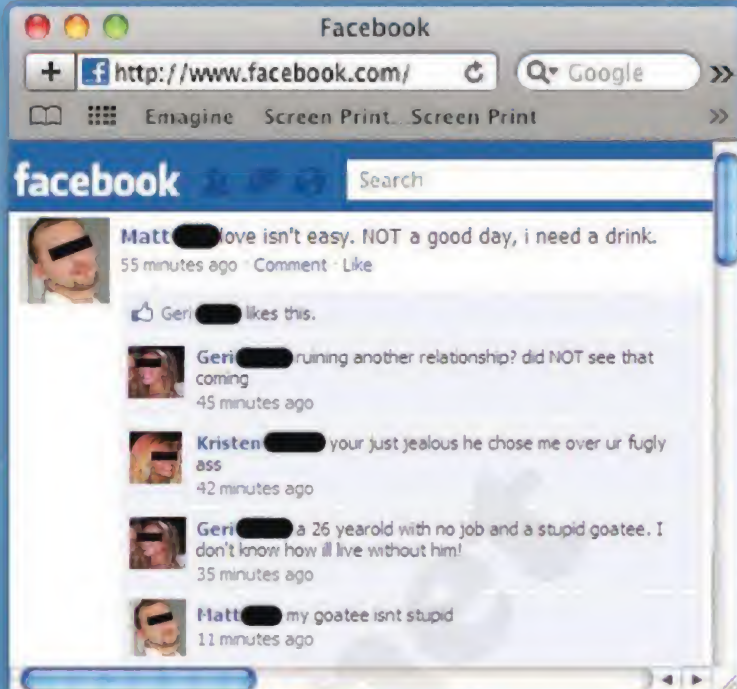 Facebook
http://www.facebook.com/
Google
Emagine Screen Print... Screen Print
facebook
Search
Matt love isn't easy. NOT a good day, i need a drink.
55 minutes ago · Comment · Like
Geri likes this.
Geri ruining another relationship? did NOT see that
coming
45 minutes ago
Kristen your just jealous he chose me over ur fugly
ass
42 minutes ago
Geri a 26 yearold with no job and a stupid goatee. I
don't know how ill live without him!
35 minutes ago
Matt my goatee isnt stupid
11 minutes ago